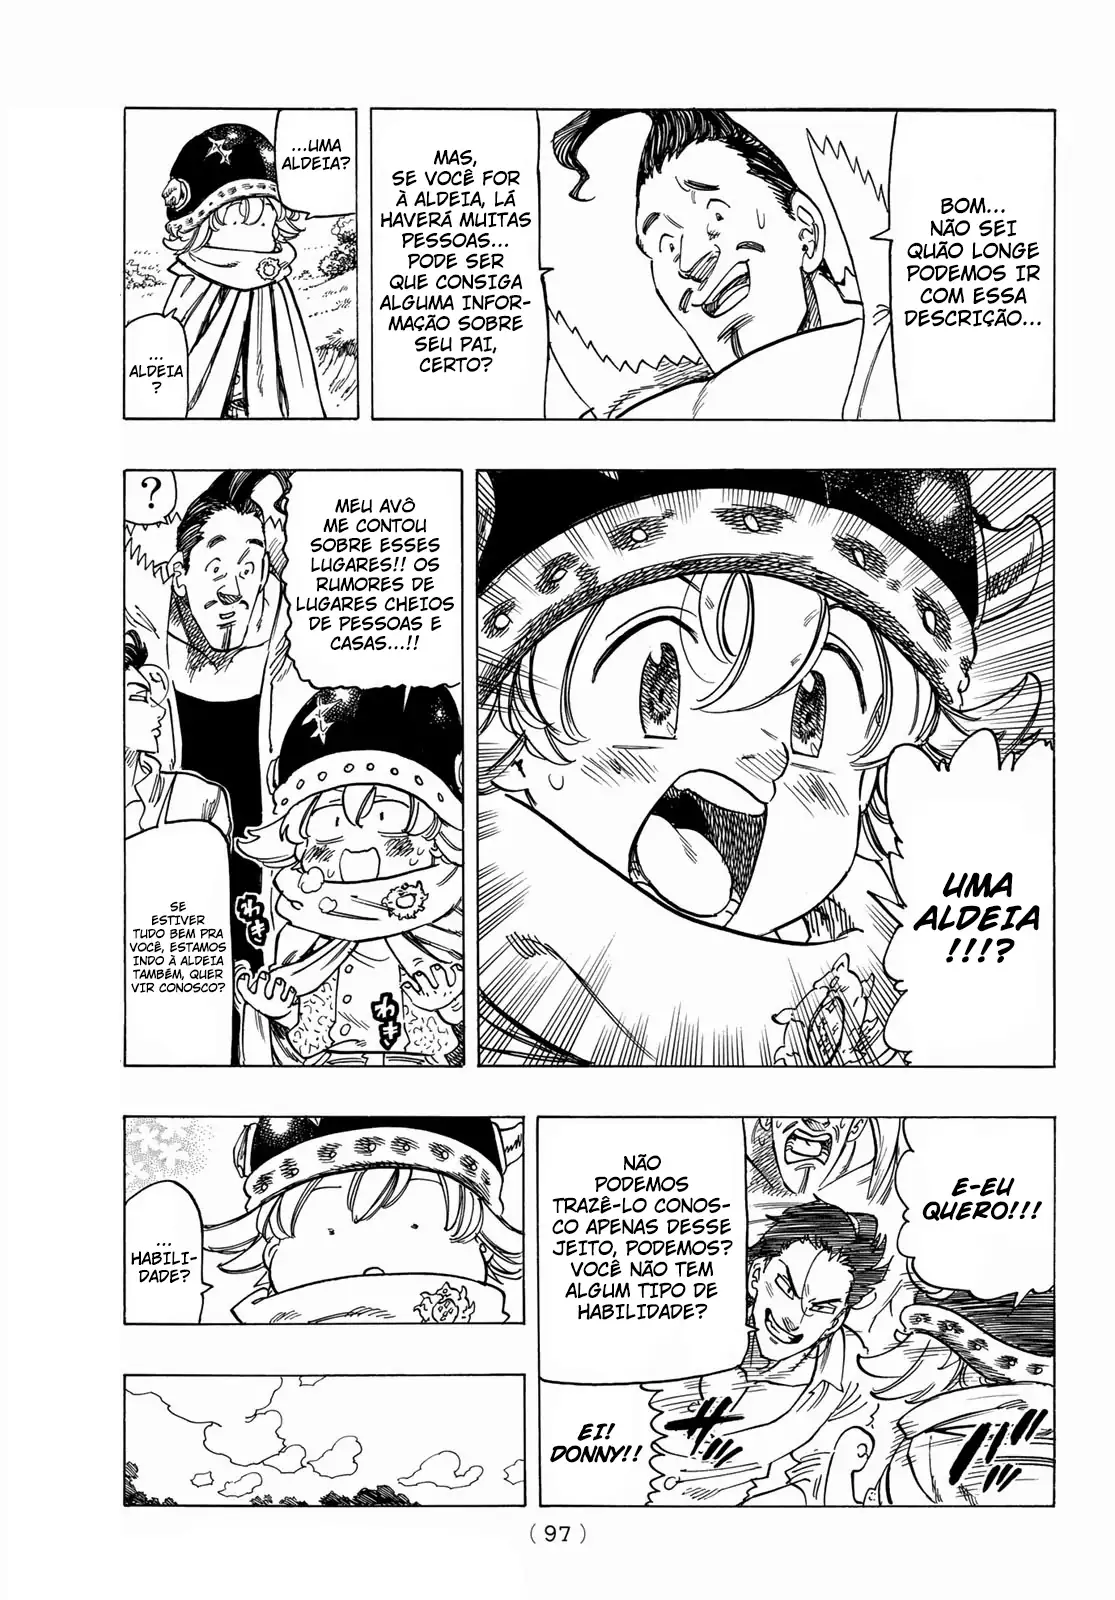 BOM...
NÃO SEI
QUÃO LONGE
PODEMOS IR
COM ESSA
DESCRIÇÃO...
MAS,
SE VOCÊ FOR
À ALDEIA, LÁ
HAVERÁ MUITAS
PESSOAS...
PODE SER
QUE CONSIGA
ALGUMA INFOR-
MAÇÃO SOBRE
SEU PAI,
CERTO?
...UMA
ALDEIA?
...
ALDEIA
?
UMA
ALDEIA
!!!?
MEU AVÔ
ME CONTOU
SOBRE ESSES
LUGARES!! OS
RUMORES DE
LUGARES CHEIOS
DE PESSOAS E
CASAS...!!
?
わき
わき
SE
ESTIVER
TUDO BEM PRA
VOCÊ, ESTAMOS
INDO À ALDEIA
TAMBÉM, QUER
VIR CONOSCO?
E-EU
QUERO!!!
NÃO
PODEMOS
TRAZÊ-LO CONOS-
CO APENAS DESSE
JEITO, PODEMOS?
VOCÊ NÃO TEM
ALGUM TIPO DE
HABILIDADE?
EI!
DONNY!!
...
HABILI-
DADE?
(97)